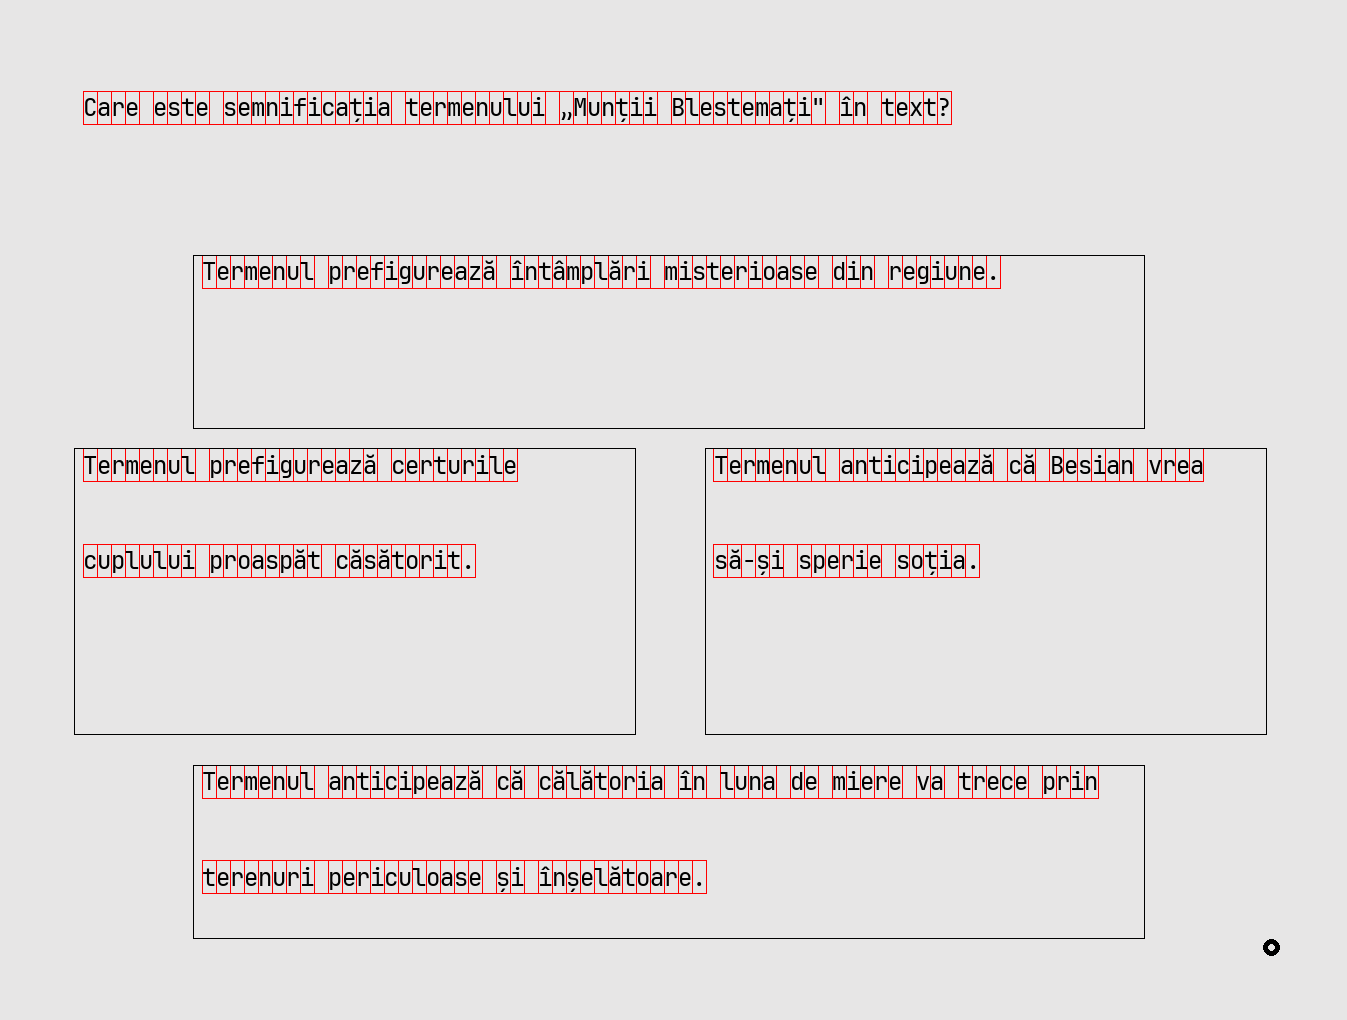 Care este semnificația termenului „Munții Blestemați" în text?
Termenul prefigurează întâmplări misterioase din regiune.
Termenul prefigurează certurile
cuplului proaspăt căsătorit.
Termenul anticipează că Besian vrea
să-și sperie soția.
Termenul anticipează că călătoria în luna de miere va trece prin
terenuri periculoase și înșelătoare.